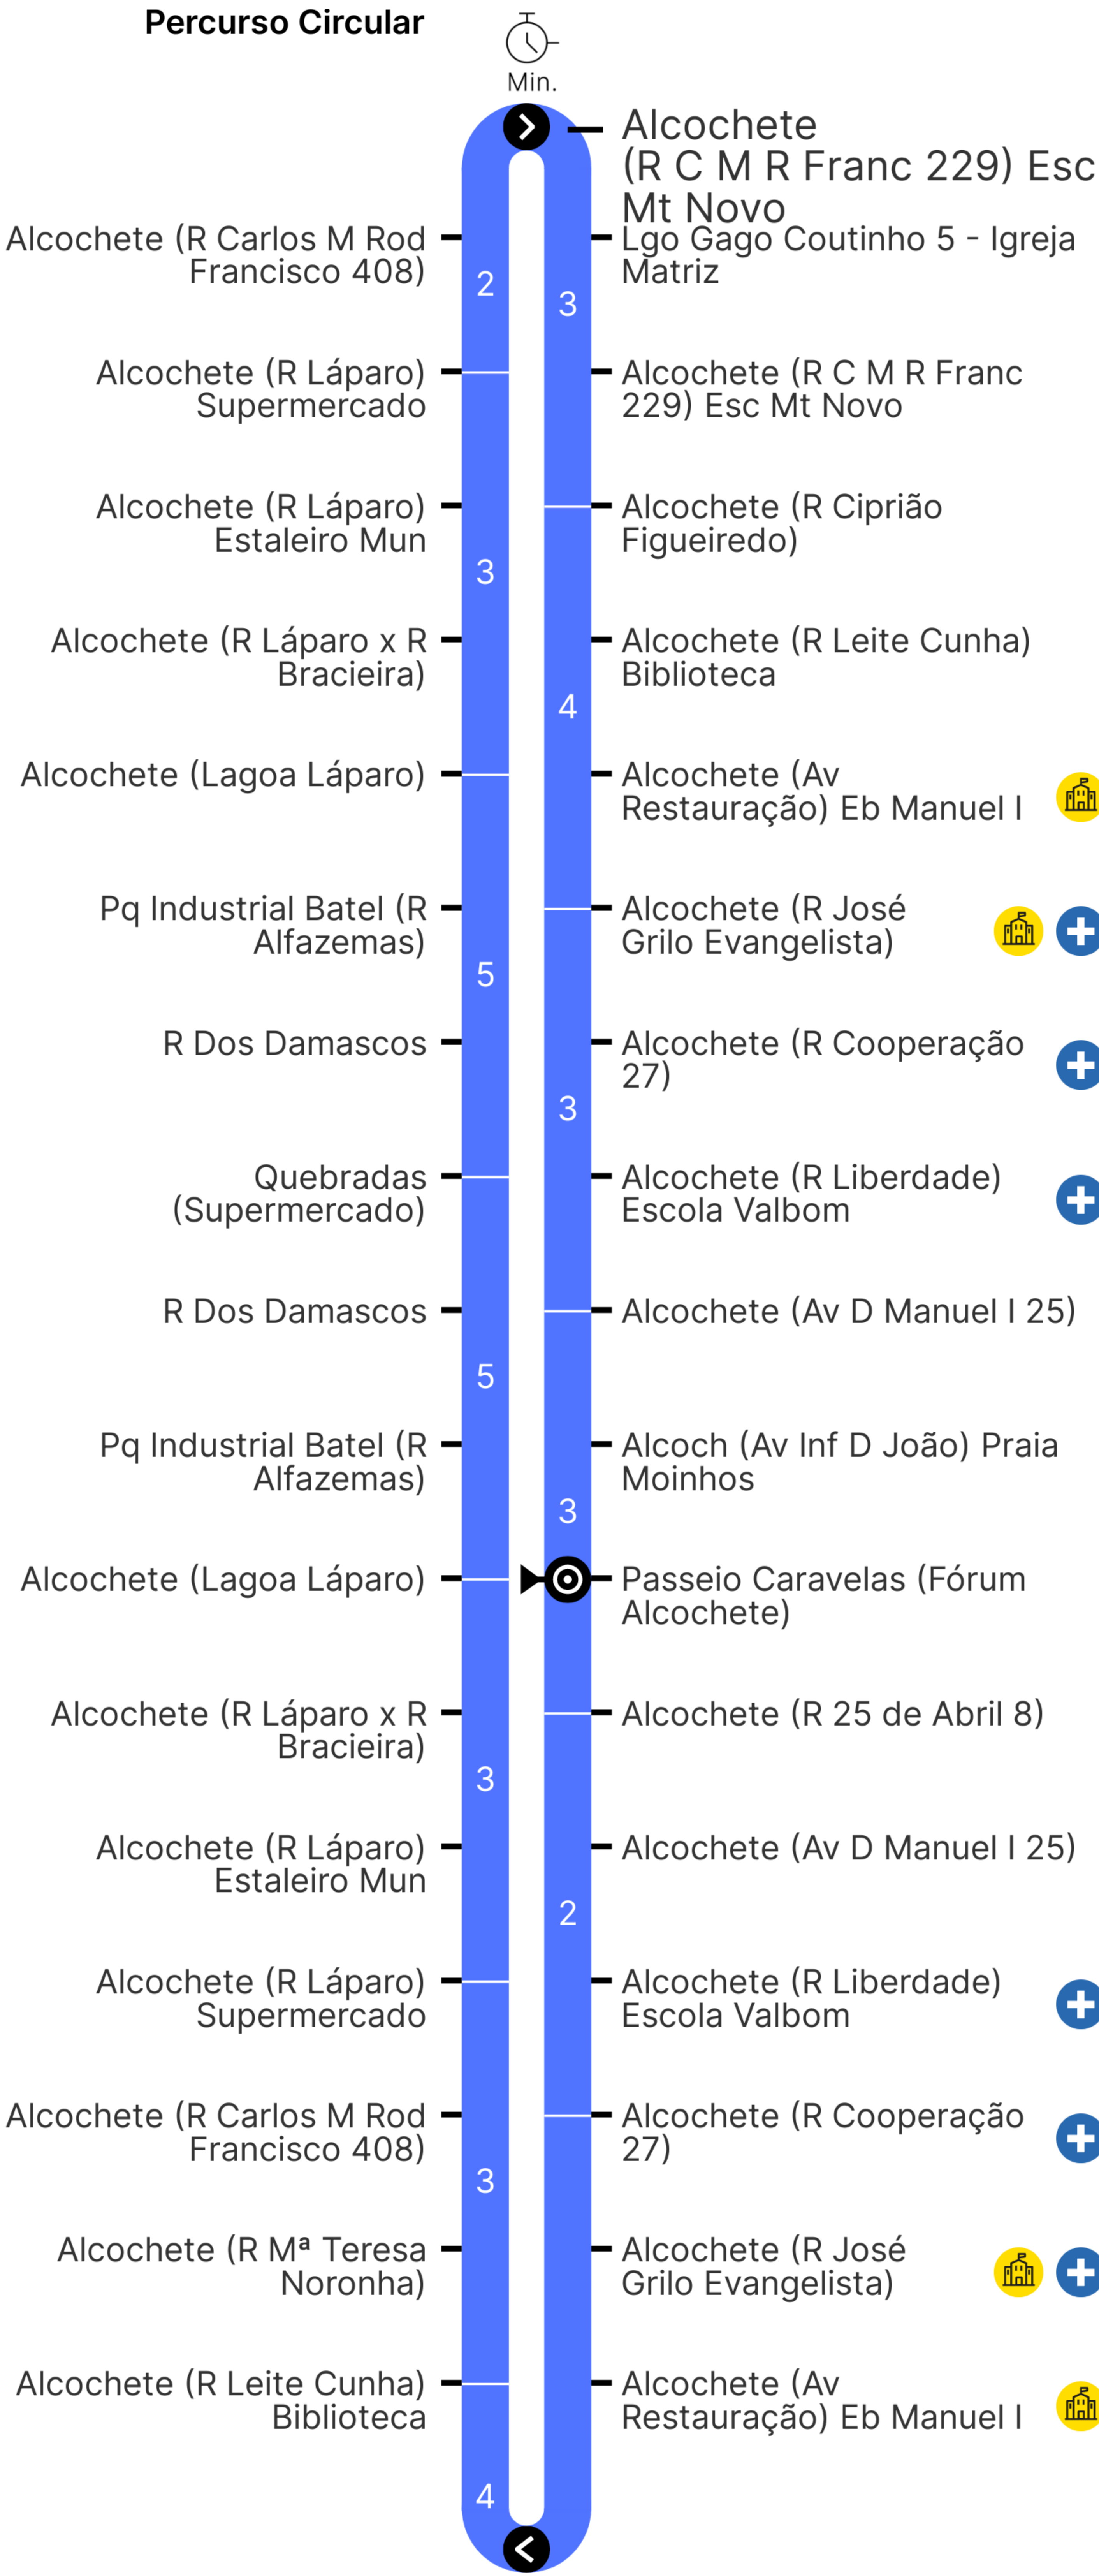 Percurso Circular
Min.
Alcochete
(R C M R Franc 229) Esc
Mt Novo
Alcochete (R Carlos M Rod
Francisco 408)
2
Alcochete (R Láparo)
Supermercado
Alcochete (R Láparo)
Estaleiro Mun
3
Alcochete (R Láparo x R
Bracieira)
Alcochete (Lagoa Láparo)
Pq Industrial Batel (R
Alfazemas)
5
R Dos Damascos
Quebradas
(Supermercado)
R Dos Damascos
5
Pq Industrial Batel (R
Alfazemas)
Alcochete (Lagoa Láparo)
Alcochete (R Láparo x R
Bracieira)
3
Alcochete (R Láparo)
Estaleiro Mun
Alcochete (R Láparo)
Supermercado
Alcochete (R Carlos M Rod
Francisco 408)
3
Alcochete (R Mª Teresa
Noronha)
Alcochete (R Leite Cunha)
Biblioteca
4
Lgo Gago Coutinho 5 - Igreja
Matriz
3
Alcochete (R C M R Franc
229) Esc Mt Novo
Alcochete (R Ciprião
Figueiredo)
Alcochete (R Leite Cunha)
Biblioteca
4
Alcochete (Av
Restauração) Eb Manuel I
Alcochete (R José
Grilo Evangelista)
Alcochete (R Cooperação
27)
3
Alcochete (R Liberdade)
Escola Valbom
Alcochete (Av D Manuel I 25)
Alcoch (Av Inf D João) Praia
Moinhos
3
Passeio Caravelas (Fórum
Alcochete)
Alcochete (R 25 de Abril 8)
Alcochete (Av D Manuel I 25)
2
Alcochete (R Liberdade)
Escola Valbom
Alcochete (R Cooperação
27)
Alcochete (R José
Grilo Evangelista)
Alcochete (Av
Restauração) Eb Manuel I